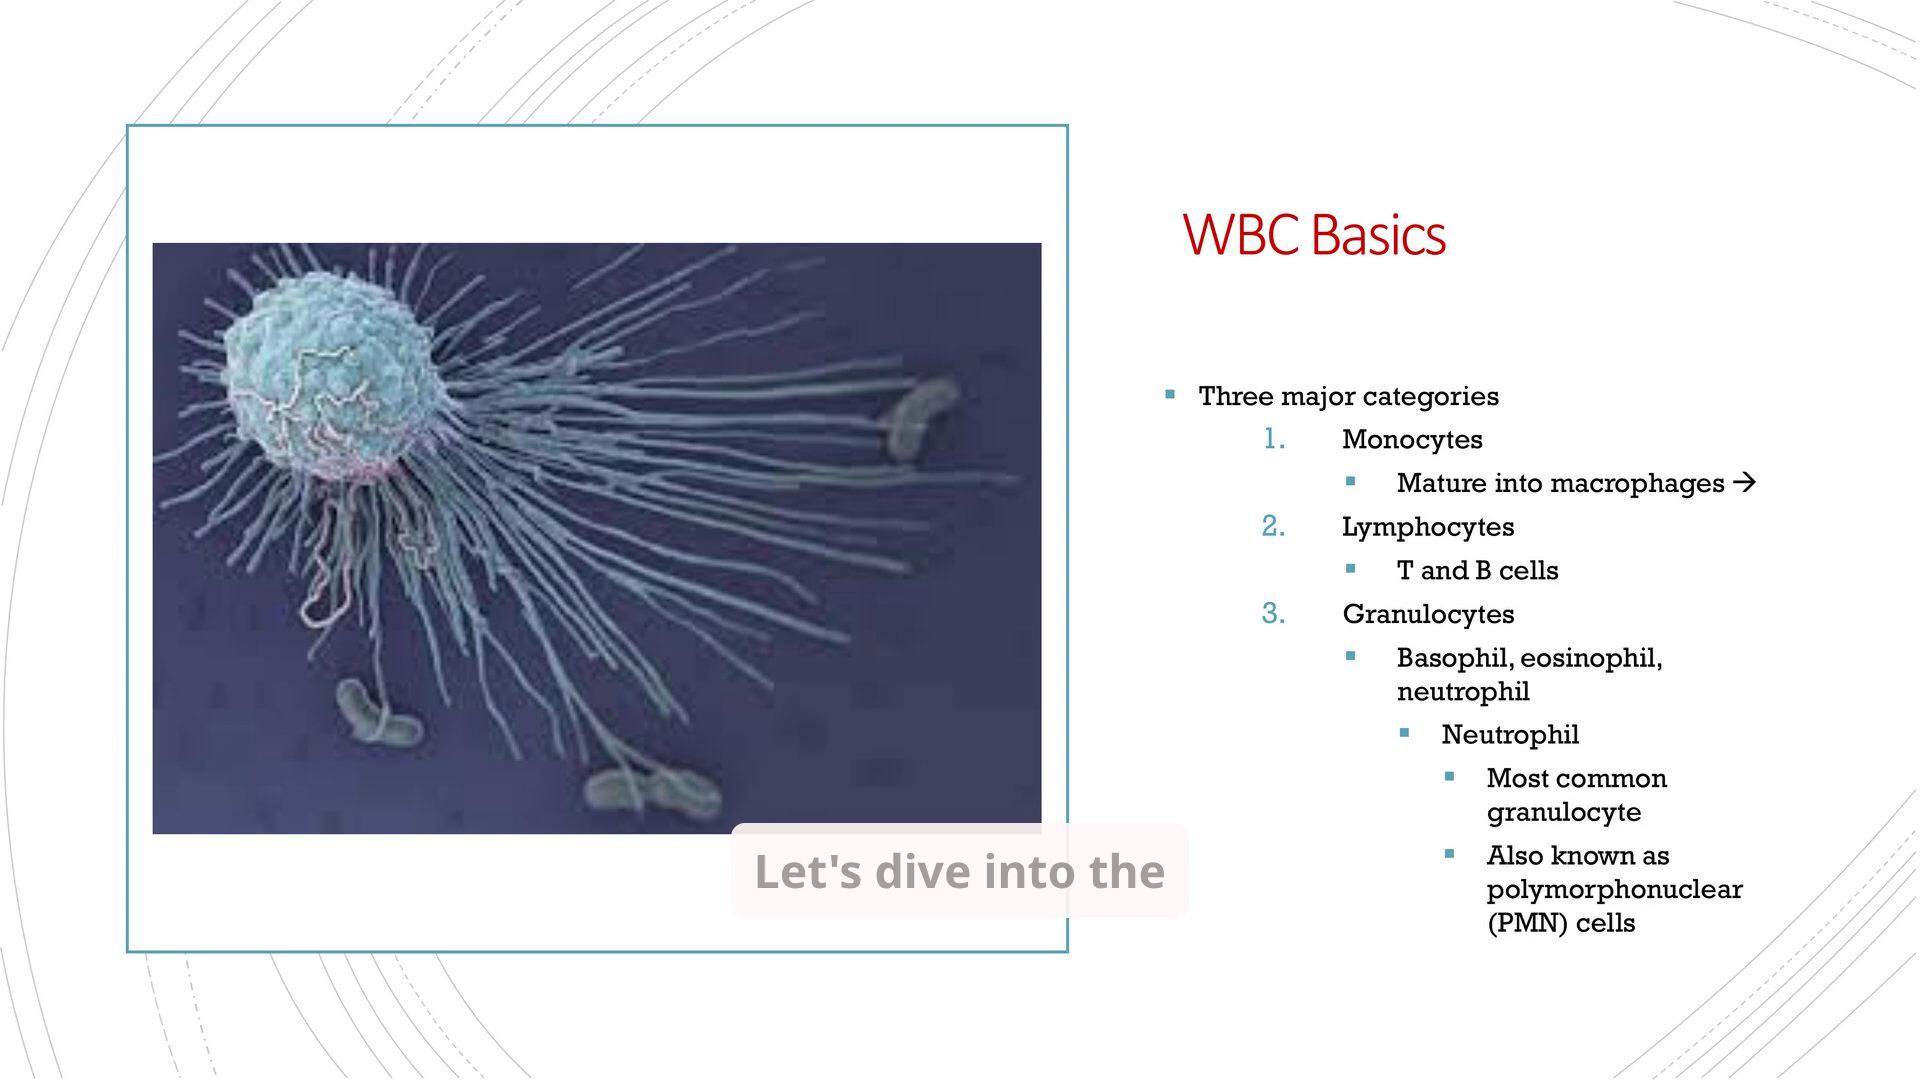 WBC Basics
Three major categories
1. Monocytes
Mature into macrophages →
2. Lymphocytes
T and B cells
3. Granulocytes
Basophil, eosinophil,
neutrophil
Neutrophil
Most common
granulocyte
Also known as
polymorphonuclear
(PMN) cells
Let's dive into the